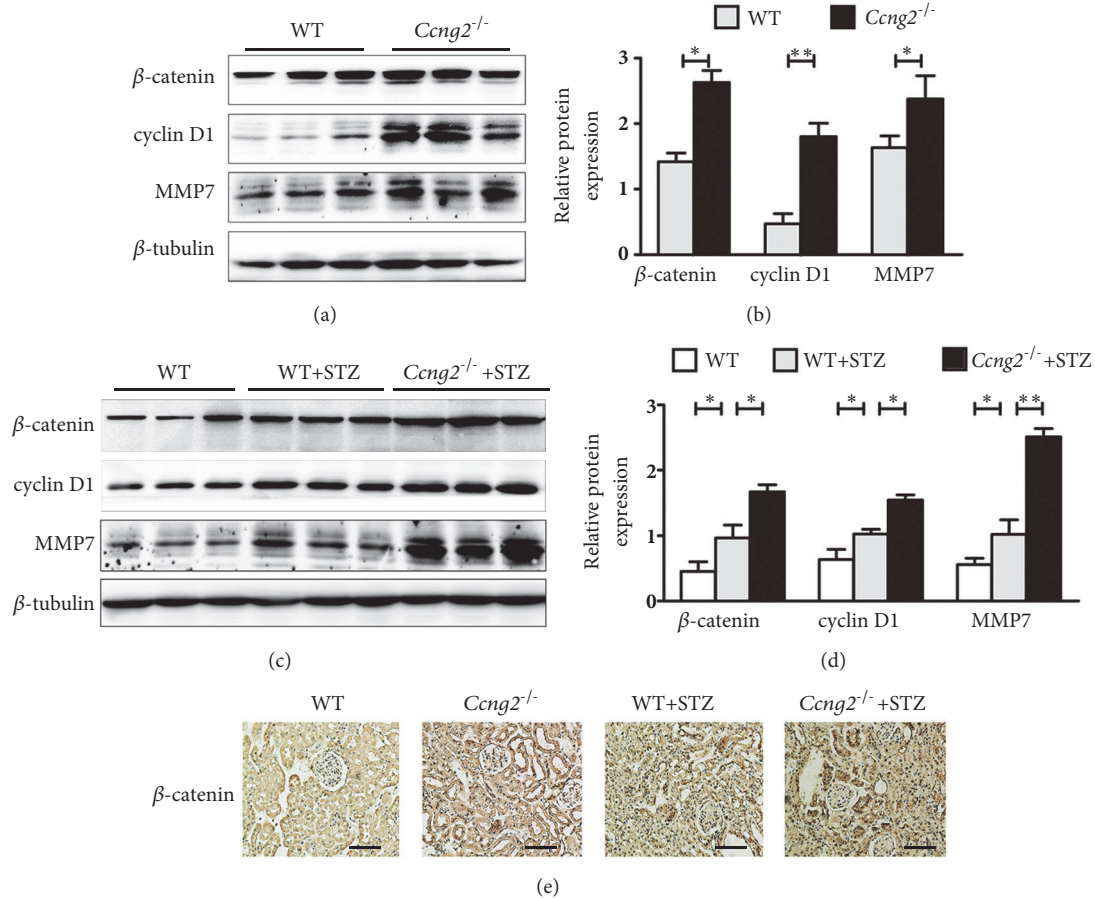 WT Ccng2-/-
β-catenin
cyclin D1
MMP7
β-tubulin
(a)
WT Ccng2-/-
Relative protein
expression
3
2
1
0
* ** *
β-catenin cyclin D1 MMP7
(b)
WT WT+STZ Ccng2-/-+STZ
β-catenin
cyclin D1
MMP7
β-tubulin
(c)
WT WT+STZ Ccng2-/-+STZ
Relative protein
expression
3
2
1
0
* * * * * **
β-catenin cyclin D1 MMP7
(d)
WT Ccng2-/- WT+STZ Ccng2-/-+STZ
β-catenin
(e)